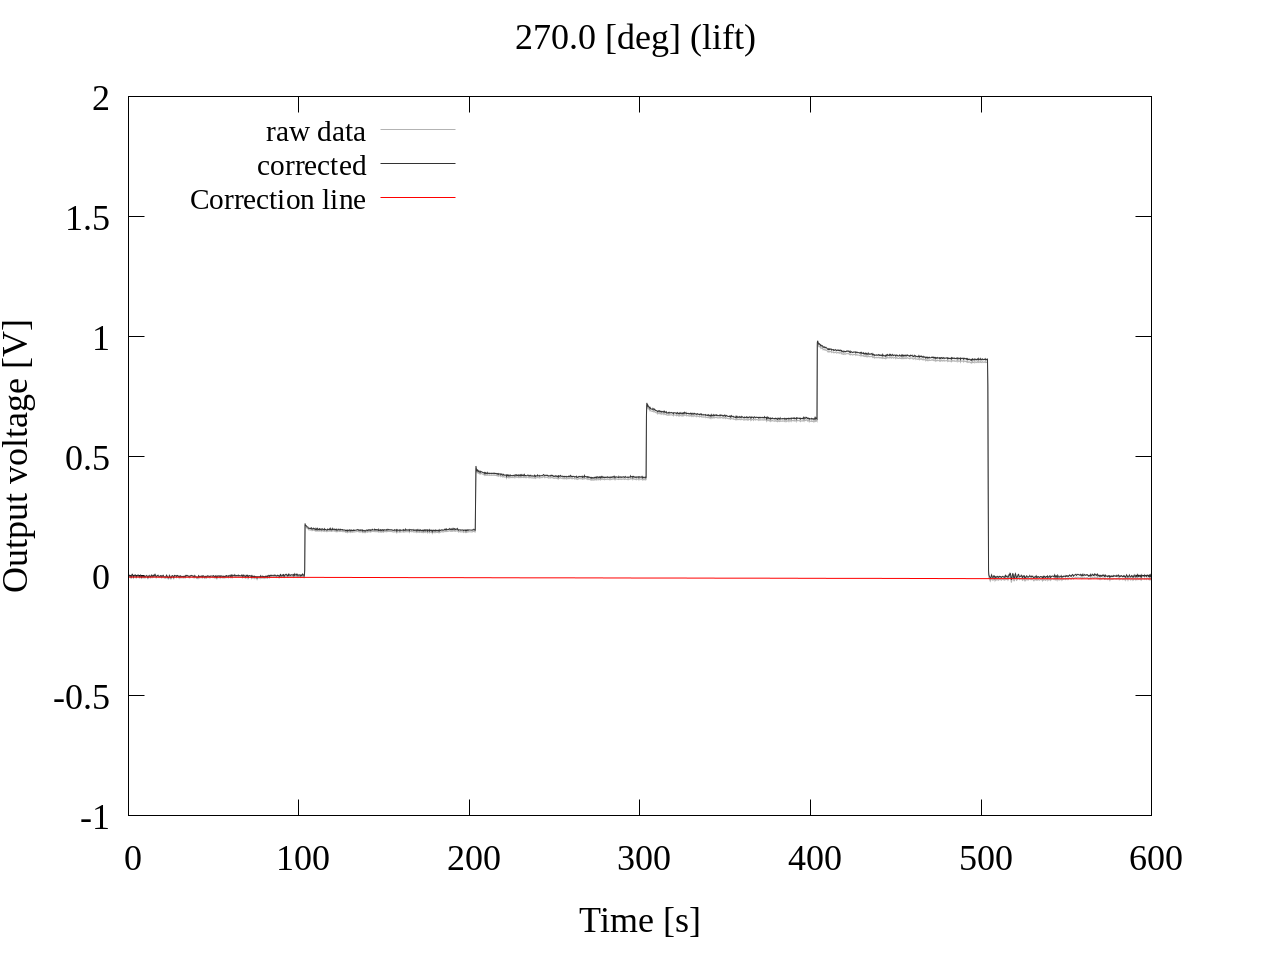 270.0 [deg] (lift)
raw data
corrected
Correction line
2
1.5
1
0.5
0
-0.5
-1
Output voltage [V]
0 100 200 300 400 500 600
Time [s]